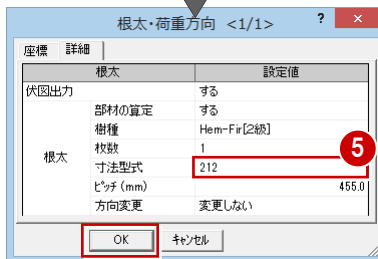 根太・荷重方向 <1/1> ? ×
座標 詳細
根太 設定値
伏図出力 する
部材の算定 する
樹種 Hem-Fir[2級]
枚数 1
根太 寸法型式 212
ﾋﾟｯﾁ (mm) 455.0
方向変更 変更しない
5
OK ｷｬﾝｾﾙ